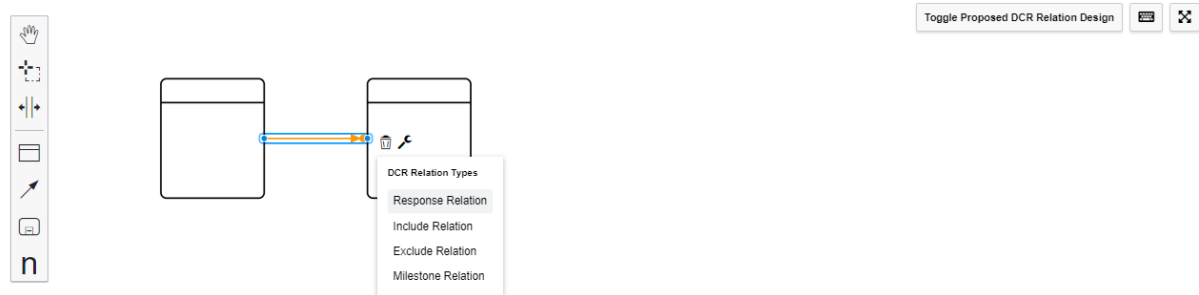 Toggle Proposed DCR Relation Design
DCR Relation Types
Response Relation
Include Relation
Exclude Relation
Milestone Relation
n